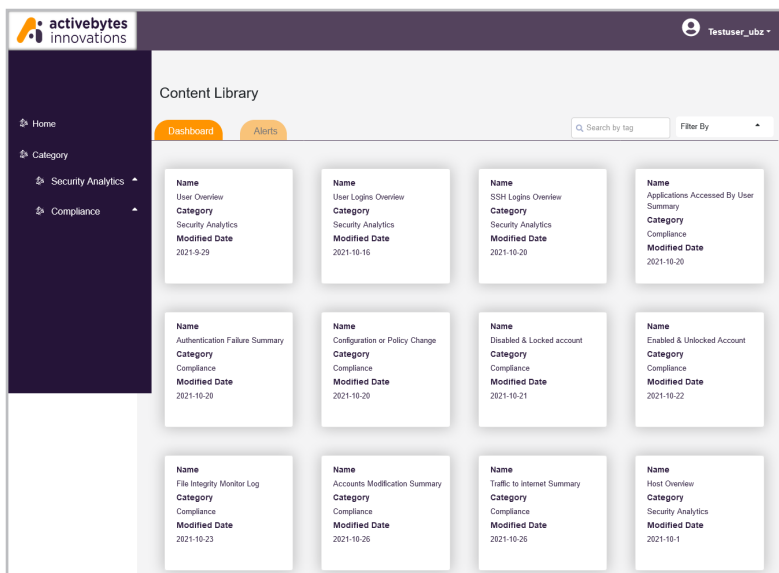 activebytes
innovations
Testuser_ubz
Content Library
Home
Category
Security Analytics
Compliance
Dashboard
Alerts
Search by tag
Filter By
Name
User Overview
Category
Security Analytics
Modified Date
2021-9-29
Name
User Logins Overview
Category
Security Analytics
Modified Date
2021-10-16
Name
SSH Logins Overview
Category
Security Analytics
Modified Date
2021-10-20
Name
Applications Accessed By User
Summary
Category
Compliance
Modified Date
2021-10-20
Name
Authentication Failure Summary
Category
Compliance
Modified Date
2021-10-20
Name
Configuration or Policy Change
Category
Compliance
Modified Date
2021-10-20
Name
Disabled & Locked account
Category
Compliance
Modified Date
2021-10-21
Name
Enabled & Unlocked Account
Category
Compliance
Modified Date
2021-10-22
Name
File Integrity Monitor Log
Category
Compliance
Modified Date
2021-10-23
Name
Accounts Modification Summary
Category
Compliance
Modified Date
2021-10-26
Name
Traffic to internet Summary
Category
Compliance
Modified Date
2021-10-26
Name
Host Overview
Category
Security Analytics
Modified Date
2021-10-1